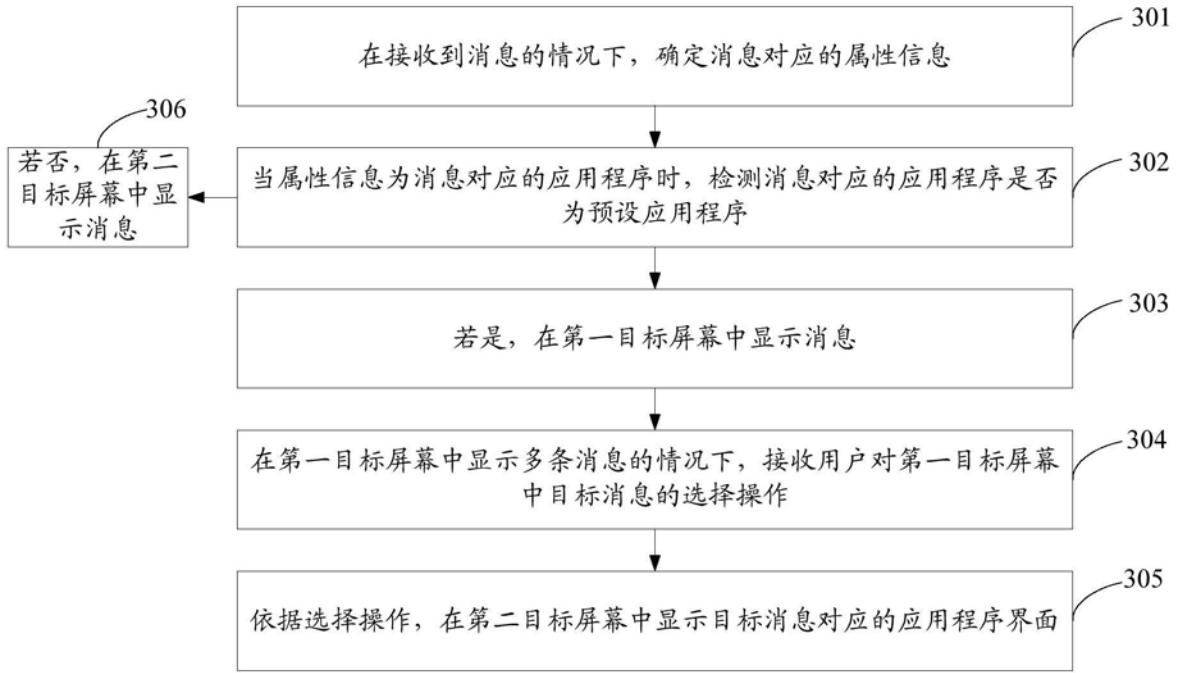 301
在接收到消息的情况下，确定消息对应的属性信息
306
若否，在第二
目标屏幕中显
示消息
302
当属性信息为消息对应的应用程序时，检测消息对应的应用程序是否
为预设应用程序
303
若是，在第一目标屏幕中显示消息
304
在第一目标屏幕中显示多条消息的情况下，接收用户对第一目标屏幕
中目标消息的选择操作
305
依据选择操作，在第二目标屏幕中显示目标消息对应的应用程序界面